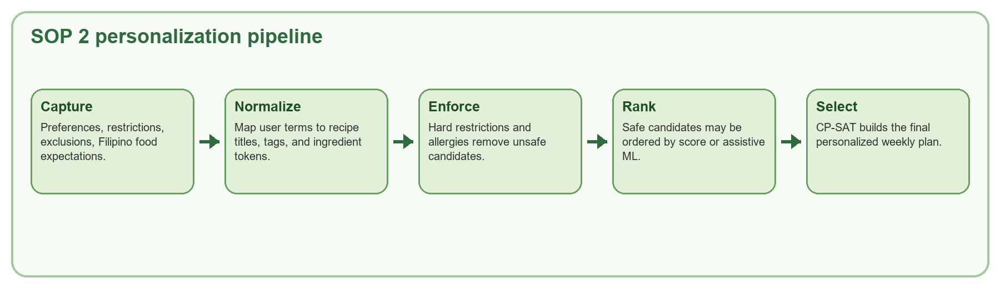 SOP 2 personalization pipeline
Capture
Preferences, restrictions,
exclusions, Filipino food
expectations.
Normalize
Map user terms to recipe
titles, tags, and ingredient
tokens.
Enforce
Hard restrictions and
allergies remove unsafe
candidates.
Rank
Safe candidates may be
ordered by score or assistive
ML.
Select
CP-SAT builds the final
personalized weekly plan.